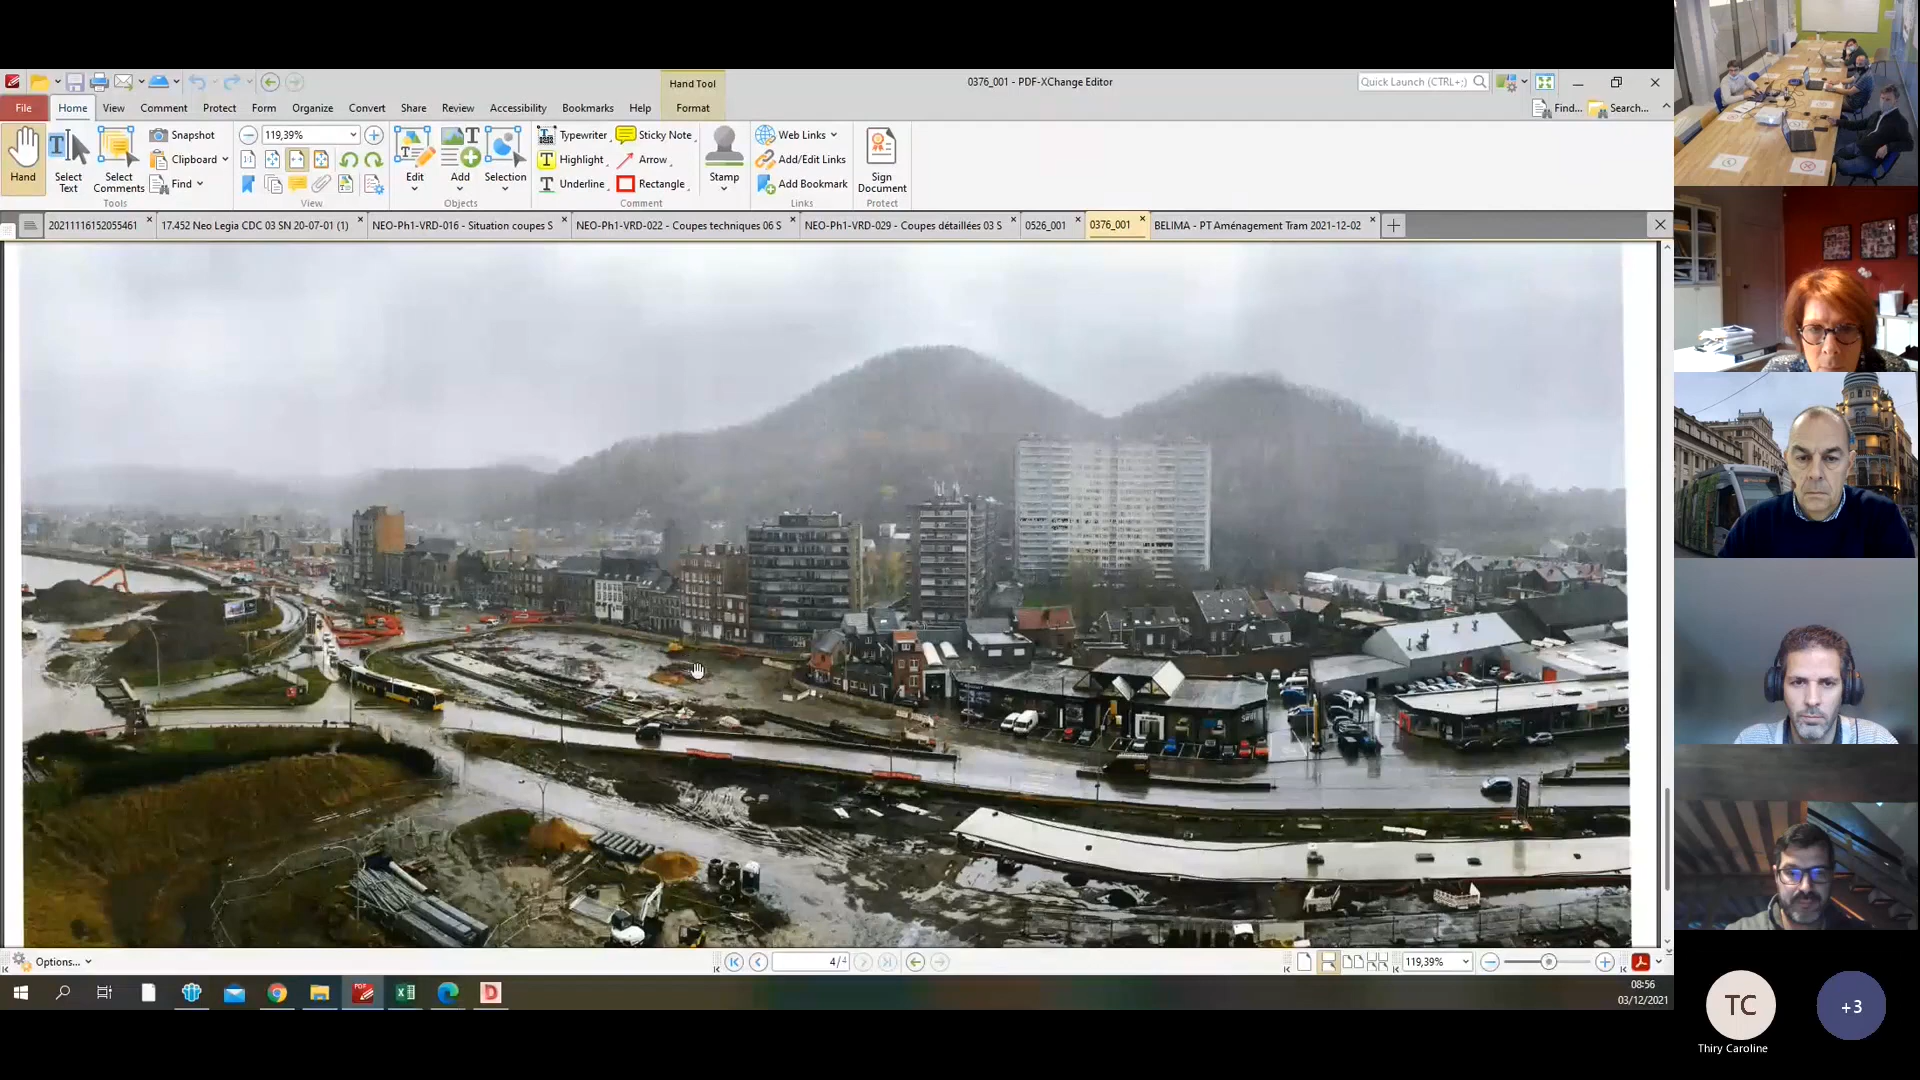 Hand Tool
0376_001 - PDF-XChange Editor
Quick Launch (CTRL+;)
File Home View Comment Protect Form Organize Convert Share Review Accessibility Bookmarks Help Format
Find... Search...
Hand
Select Text
Select Comments
Snapshot
Clipboard
Find
Tools
119,39%
View
Edit
Add
Selection
Objects
Typewriter
Highlight
Underline
Sticky Note
Arrow
Rectangle
Stamp
Comment
Web Links
Add/Edit Links
Add Bookmark
Links
Sign Document
Protect
20211116152055461
17.452 Neo Legia CDC 03 SN 20-07-01 (1)
NEO-Ph1-VRD-016 - Situation coupes S
NEO-Ph1-VRD-022 - Coupes techniques 06 S
NEO-Ph1-VRD-029 - Coupes détaillées 03 S
0526_001
0376_001
BELIMA - PT Aménagement Tram 2021-12-02
Options...
4/4
119,39%
08:56
03/12/2021
TC
Thiry Caroline
+3